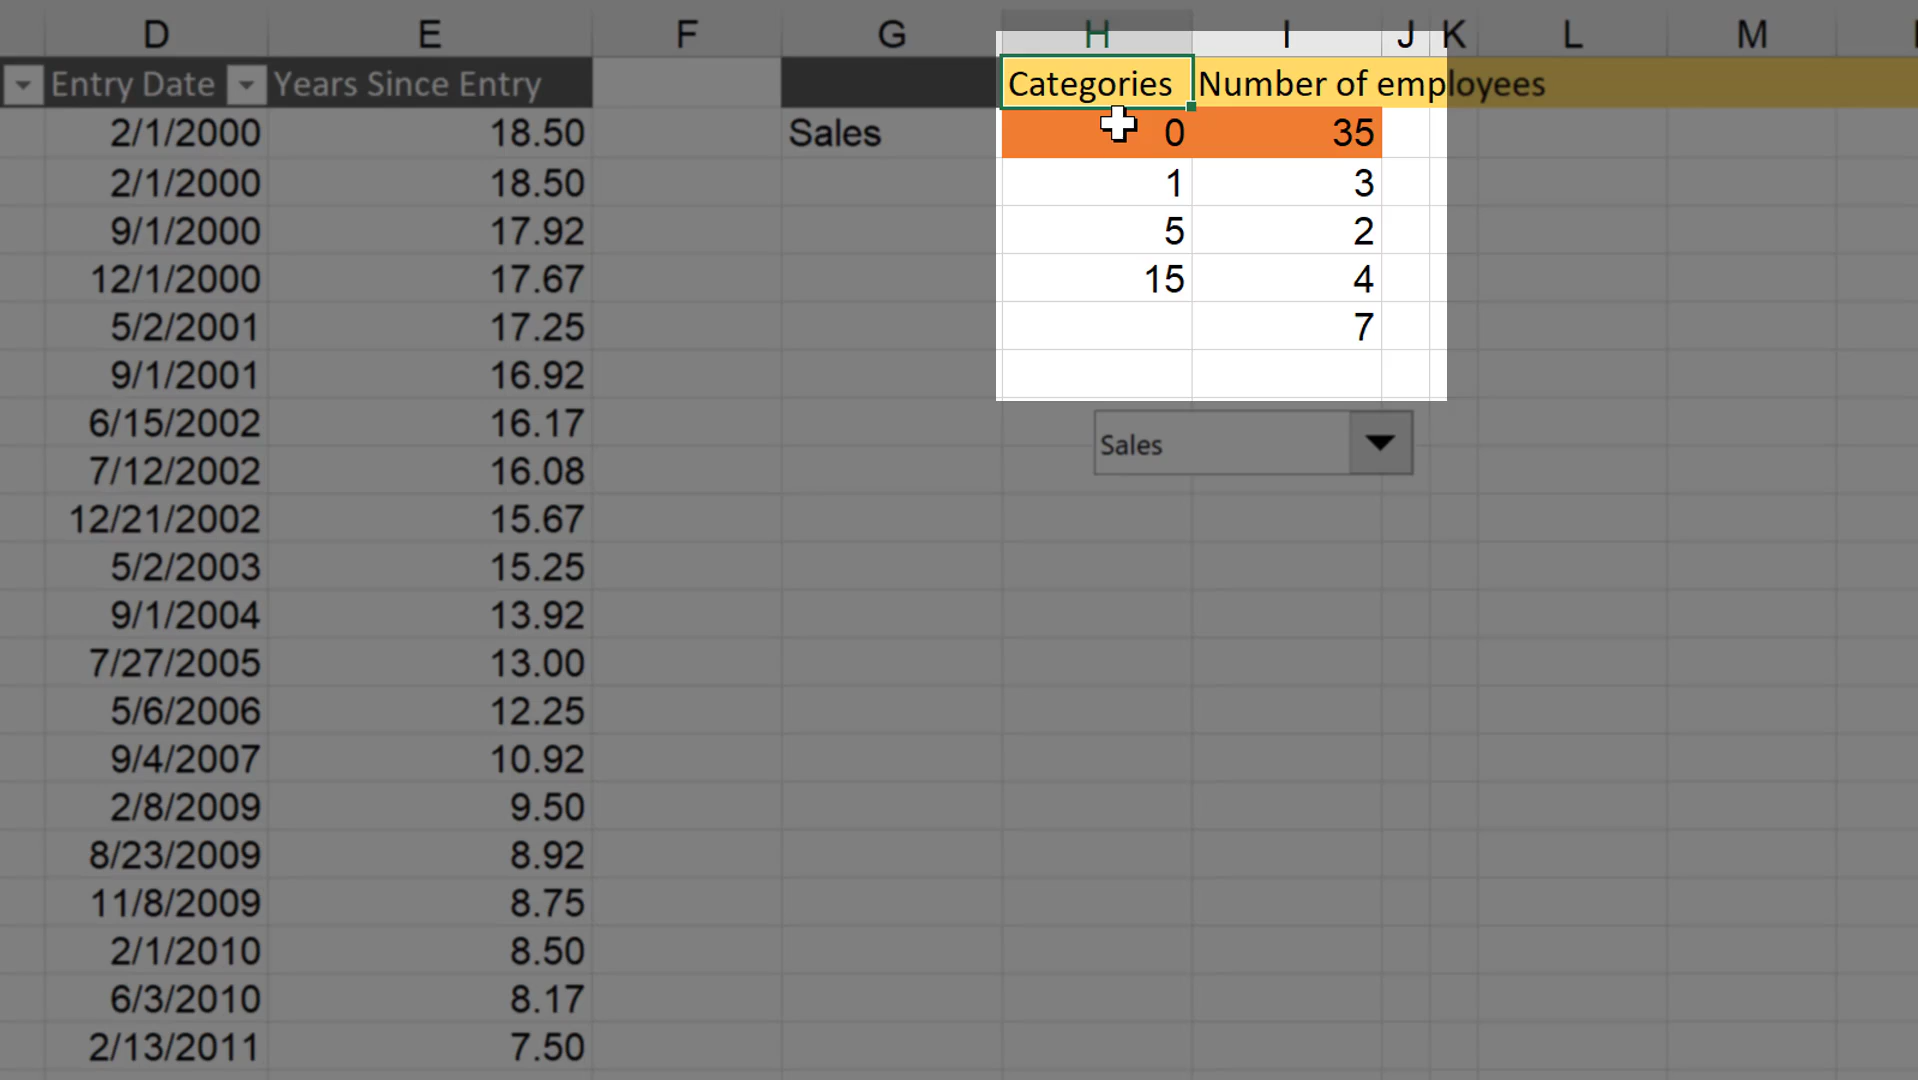 D E F G H I J K L M
Entry Date Years Since Entry Categories Number of employees
2/1/2000 18.50 Sales 0 35
2/1/2000 18.50 1 3
9/1/2000 17.92 5 2
12/1/2000 17.67 15 4
5/2/2001 17.25 7
9/1/2001 16.92
6/15/2002 16.17 Sales
7/12/2002 16.08
12/21/2002 15.67
5/2/2003 15.25
9/1/2004 13.92
7/27/2005 13.00
5/6/2006 12.25
9/4/2007 10.92
2/8/2009 9.50
8/23/2009 8.92
11/8/2009 8.75
2/1/2010 8.50
6/3/2010 8.17
2/13/2011 7.50